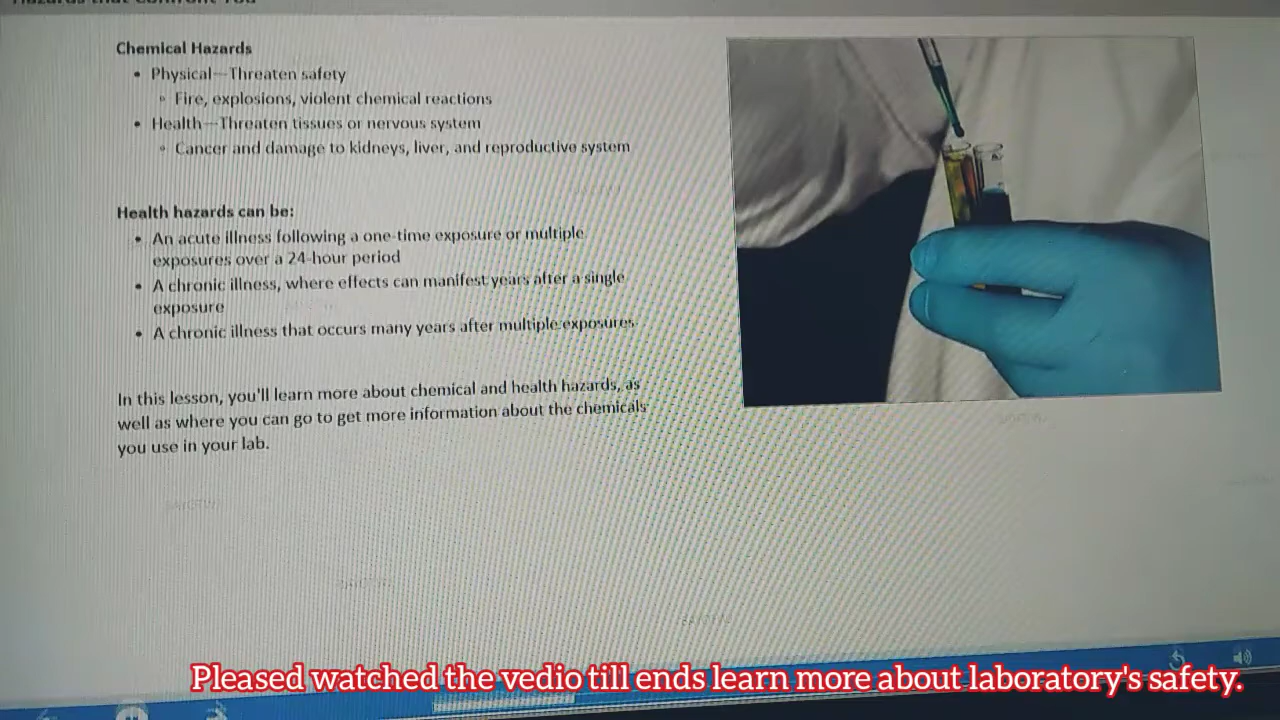 Hazards that Confront You
Chemical Hazards
• Physical—Threaten safety
◦ Fire, explosions, violent chemical reactions
• Health—Threaten tissues or nervous system
◦ Cancer and damage to kidneys, liver, and reproductive system
Health hazards can be:
• An acute illness following a one-time exposure or multiple
exposures over a 24-hour period
• A chronic illness, where effects can manifest years after a single
exposure
• A chronic illness that occurs many years after multiple exposures
In this lesson, you'll learn more about chemical and health hazards, as
well as where you can go to get more information about the chemicals
you use in your lab.
Pleased watched the vedio till ends learn more about laboratory's safety.